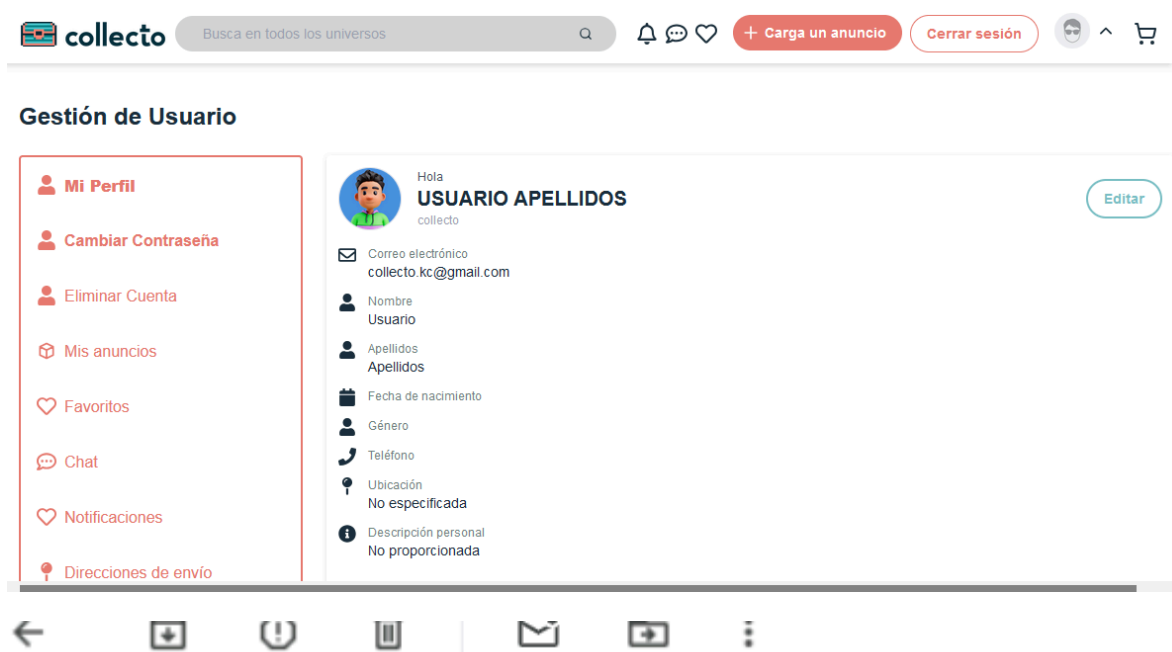 collecto
Busca en todos los universos
+ Carga un anuncio
Cerrar sesión
Gestión de Usuario
Mi Perfil
Cambiar Contraseña
Eliminar Cuenta
Mis anuncios
Favoritos
Chat
Notificaciones
Direcciones de envío
Hola
USUARIO APELLIDOS
collecto
Editar
Correo electrónico
collecto.kc@gmail.com
Nombre
Usuario
Apellidos
Apellidos
Fecha de nacimiento
Género
Teléfono
Ubicación
No especificada
Descripción personal
No proporcionada